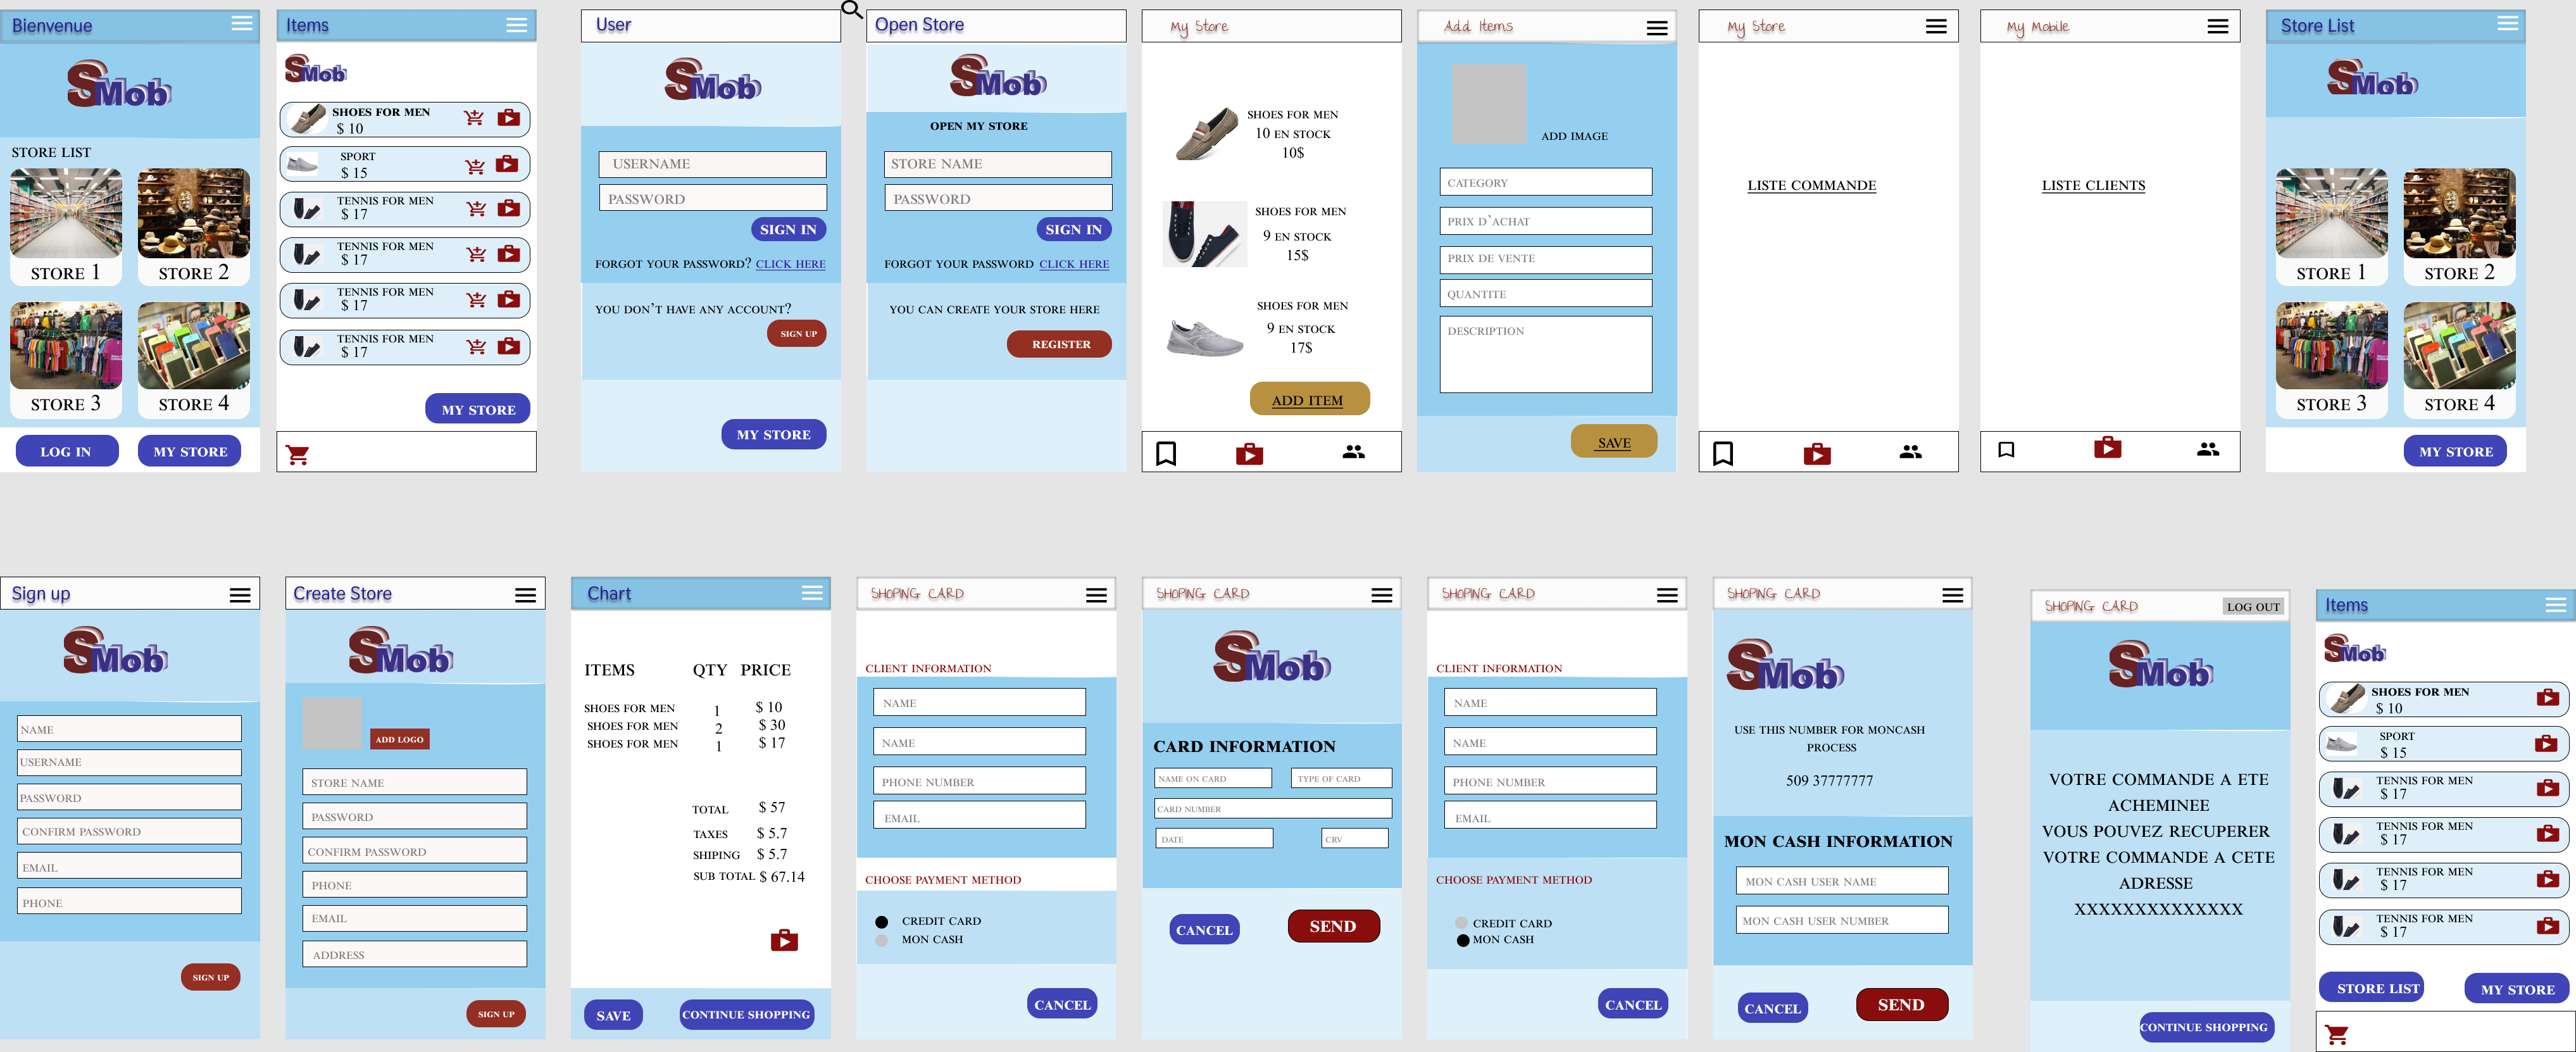 Bienvenue
SMob
STORE LIST
STORE 1
STORE 2
STORE 3
STORE 4
LOG IN
MY STORE
Items
SMob
SHOES FOR MEN
$ 10
SPORT
$ 15
TENNIS FOR MEN
$ 17
TENNIS FOR MEN
$ 17
TENNIS FOR MEN
$ 17
TENNIS FOR MEN
$ 17
MY STORE
User
SMob
USERNAME
PASSWORD
SIGN IN
FORGOT YOUR PASSWORD? CLICK HERE
YOU DON'T HAVE ANY ACCOUNT?
SIGN UP
MY STORE
Open Store
SMob
OPEN MY STORE
STORE NAME
PASSWORD
SIGN IN
FORGOT YOUR PASSWORD CLICK HERE
YOU CAN CREATE YOUR STORE HERE
REGISTER
My Store
SHOES FOR MEN
10 EN STOCK
10$
SHOES FOR MEN
9 EN STOCK
15$
SHOES FOR MEN
9 EN STOCK
17$
ADD ITEM
Add Items
ADD IMAGE
CATEGORY
PRIX D'ACHAT
PRIX DE VENTE
QUANTITE
DESCRIPTION
SAVE
My Store
LISTE COMMANDE
My Mobile
LISTE CLIENTS
Store List
SMob
STORE 1
STORE 2
STORE 3
STORE 4
MY STORE
Sign up
SMob
NAME
USERNAME
PASSWORD
CONFIRM PASSWORD
EMAIL
PHONE
SIGN UP
Create Store
SMob
ADD LOGO
STORE NAME
PASSWORD
CONFIRM PASSWORD
PHONE
EMAIL
ADDRESS
SIGN UP
Chart
ITEMS QTY PRICE
SHOES FOR MEN 1 $ 10
SHOES FOR MEN 2 $ 30
SHOES FOR MEN 1 $ 17
TOTAL $ 57
TAXES $ 5.7
SHIPING $ 5.7
SUB TOTAL $ 67.14
SAVE
CONTINUE SHOPPING
SHOPING CARD
CLIENT INFORMATION
NAME
NAME
PHONE NUMBER
EMAIL
CHOOSE PAYMENT METHOD
CREDIT CARD
MON CASH
CANCEL
SHOPING CARD
SMob
CARD INFORMATION
NAME ON CARD
TYPE OF CARD
CARD NUMBER
DATE
CRV
CANCEL
SEND
SHOPING CARD
CLIENT INFORMATION
NAME
NAME
PHONE NUMBER
EMAIL
CHOOSE PAYMENT METHOD
CREDIT CARD
MON CASH
CANCEL
SHOPING CARD
SMob
USE THIS NUMBER FOR MONCASH
PROCESS
509 37777777
MON CASH INFORMATION
MON CASH USER NAME
MON CASH USER NUMBER
CANCEL
SEND
SHOPING CARD
LOG OUT
SMob
VOTRE COMMANDE A ETE
ACHEMINEE
VOUS POUVEZ RECUPERER
VOTRE COMMANDE A CETE
ADRESSE
XXXXXXXXXXXXXX
CONTINUE SHOPPING
Items
SMob
SHOES FOR MEN
$ 10
SPORT
$ 15
TENNIS FOR MEN
$ 17
TENNIS FOR MEN
$ 17
TENNIS FOR MEN
$ 17
TENNIS FOR MEN
$ 17
STORE LIST
MY STORE